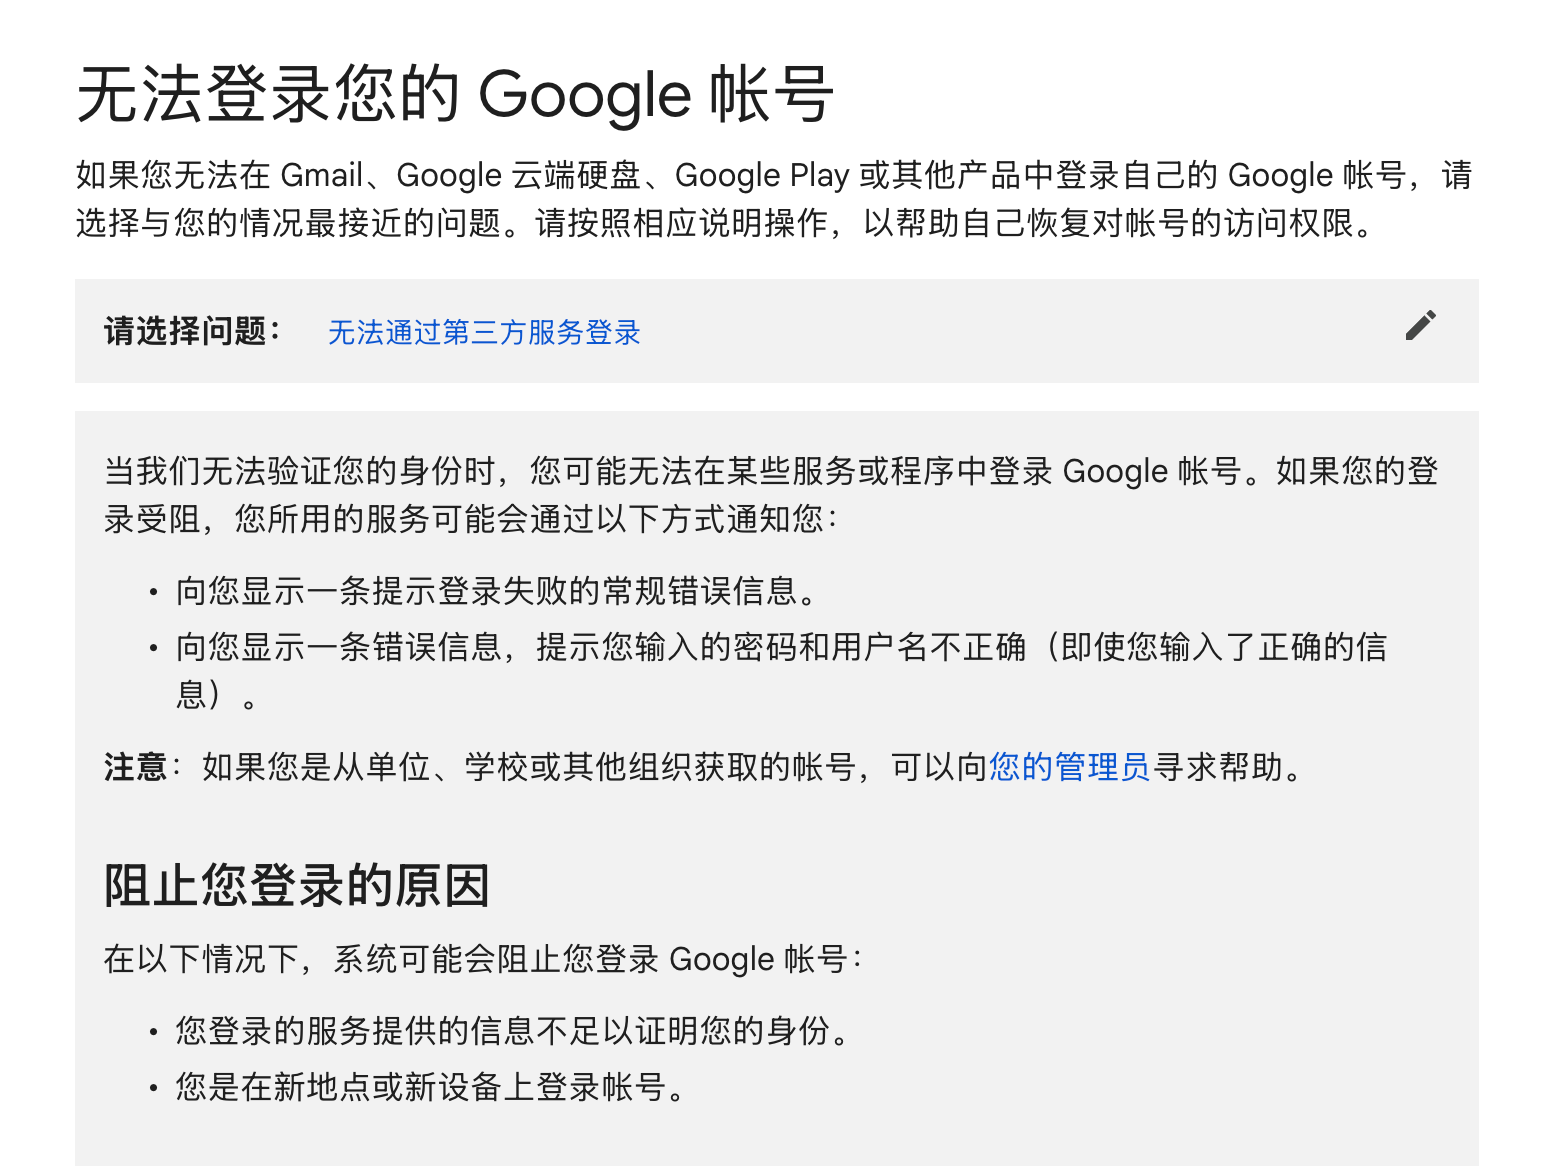 无法登录您的 Google 帐号
如果您无法在 Gmail、Google 云端硬盘、Google Play 或其他产品中登录自己的 Google 帐号，请
选择与您的情况最接近的问题。请按照相应说明操作，以帮助自己恢复对帐号的访问权限。
请选择问题： 无法通过第三方服务登录
当我们无法验证您的身份时，您可能无法在某些服务或程序中登录 Google 帐号。如果您的登
录受阻，您所用的服务可能会通过以下方式通知您：
• 向您显示一条提示登录失败的常规错误信息。
• 向您显示一条错误信息，提示您输入的密码和用户名不正确（即使您输入了正确的信
息）。
注意：如果您是从单位、学校或其他组织获取的帐号，可以向您的管理员寻求帮助。
阻止您登录的原因
在以下情况下，系统可能会阻止您登录 Google 帐号：
• 您登录的服务提供的信息不足以证明您的身份。
• 您是在新地点或新设备上登录帐号。